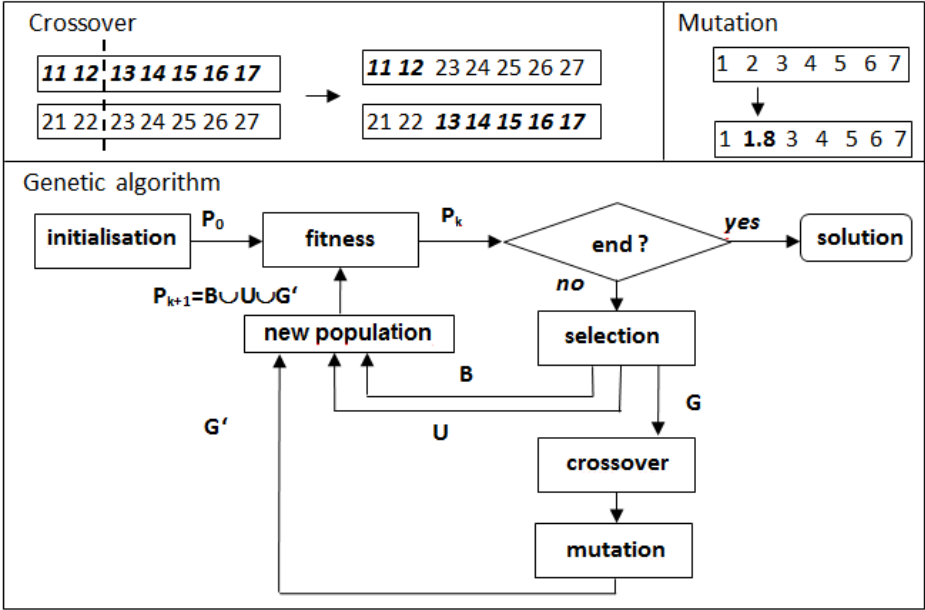 Crossover
11 12 13 14 15 16 17
21 22 23 24 25 26 27
11 12 23 24 25 26 27
21 22 13 14 15 16 17
Mutation
1 2 3 4 5 6 7
1 1.8 3 4 5 6 7
Genetic algorithm
initialisation
P₀
fitness
Pₖ
end ?
yes
solution
no
Pₖ₊₁=B∪U∪G‘
new population
selection
B
U
G
G‘
crossover
mutation